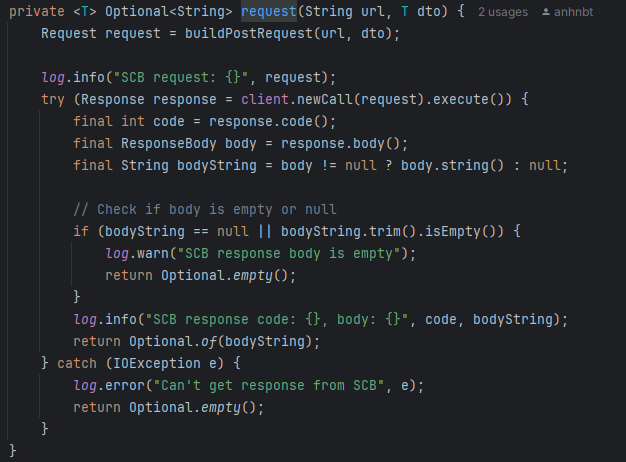 private <T> Optional<String> request(String url, T dto) { 2 usages anhnbt
Request request = buildPostRequest(url, dto);
log.info("SCB request: {}", request);
try (Response response = client.newCall(request).execute()) {
final int code = response.code();
final ResponseBody body = response.body();
final String bodyString = body != null ? body.string() : null;
// Check if body is empty or null
if (bodyString == null || bodyString.trim().isEmpty()) {
log.warn("SCB response body is empty");
return Optional.empty();
}
log.info("SCB response code: {}, body: {}", code, bodyString);
return Optional.of(bodyString);
} catch (IOException e) {
log.error("Can't get response from SCB", e);
return Optional.empty();
}
}